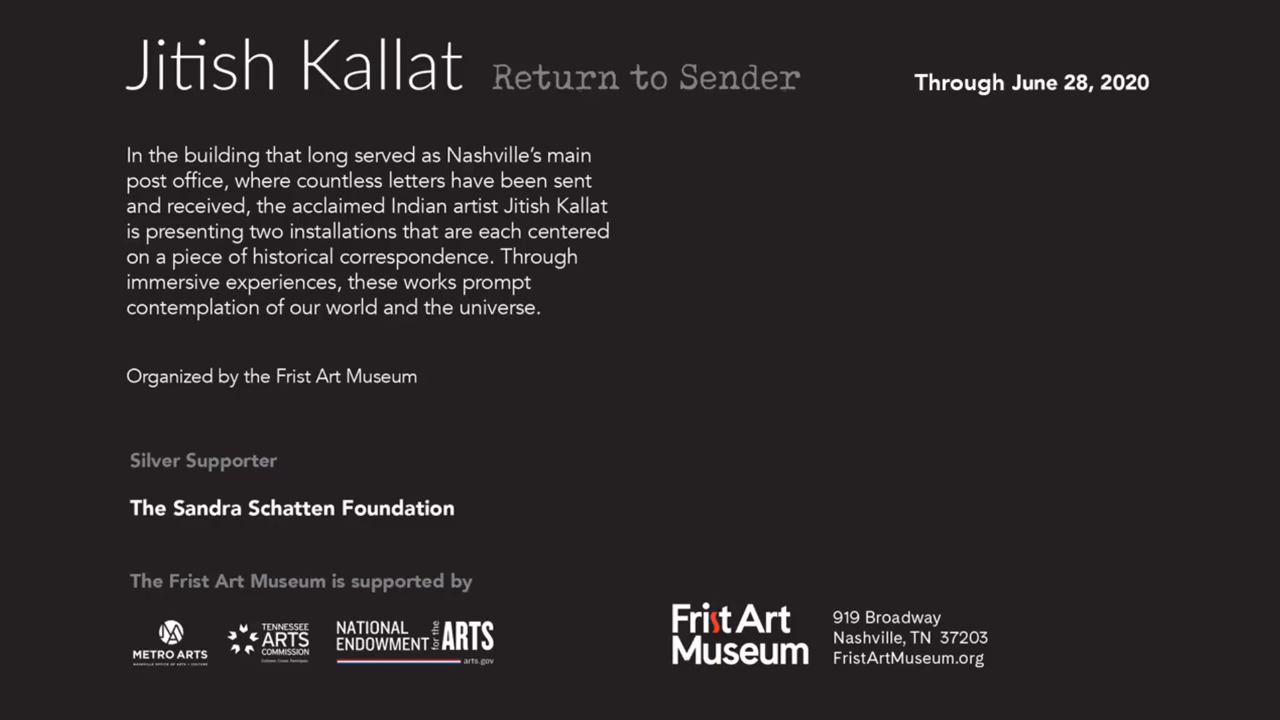 Jitish Kallat Return to Sender Through June 28, 2020
In the building that long served as Nashville’s main
post office, where countless letters have been sent
and received, the acclaimed Indian artist Jitish Kallat
is presenting two installations that are each centered
on a piece of historical correspondence. Through
immersive experiences, these works prompt
contemplation of our world and the universe.
Organized by the Frist Art Museum
Silver Supporter
The Sandra Schatten Foundation
The Frist Art Museum is supported by
METRO ARTS
NASHVILLE OFFICE OF ARTS + CULTURE
TENNESSEE
ARTS
COMMISSION
NATIONAL
ENDOWMENT for the ARTS
arts.gov
Frist Art
Museum
919 Broadway
Nashville, TN 37203
FristArtMuseum.org